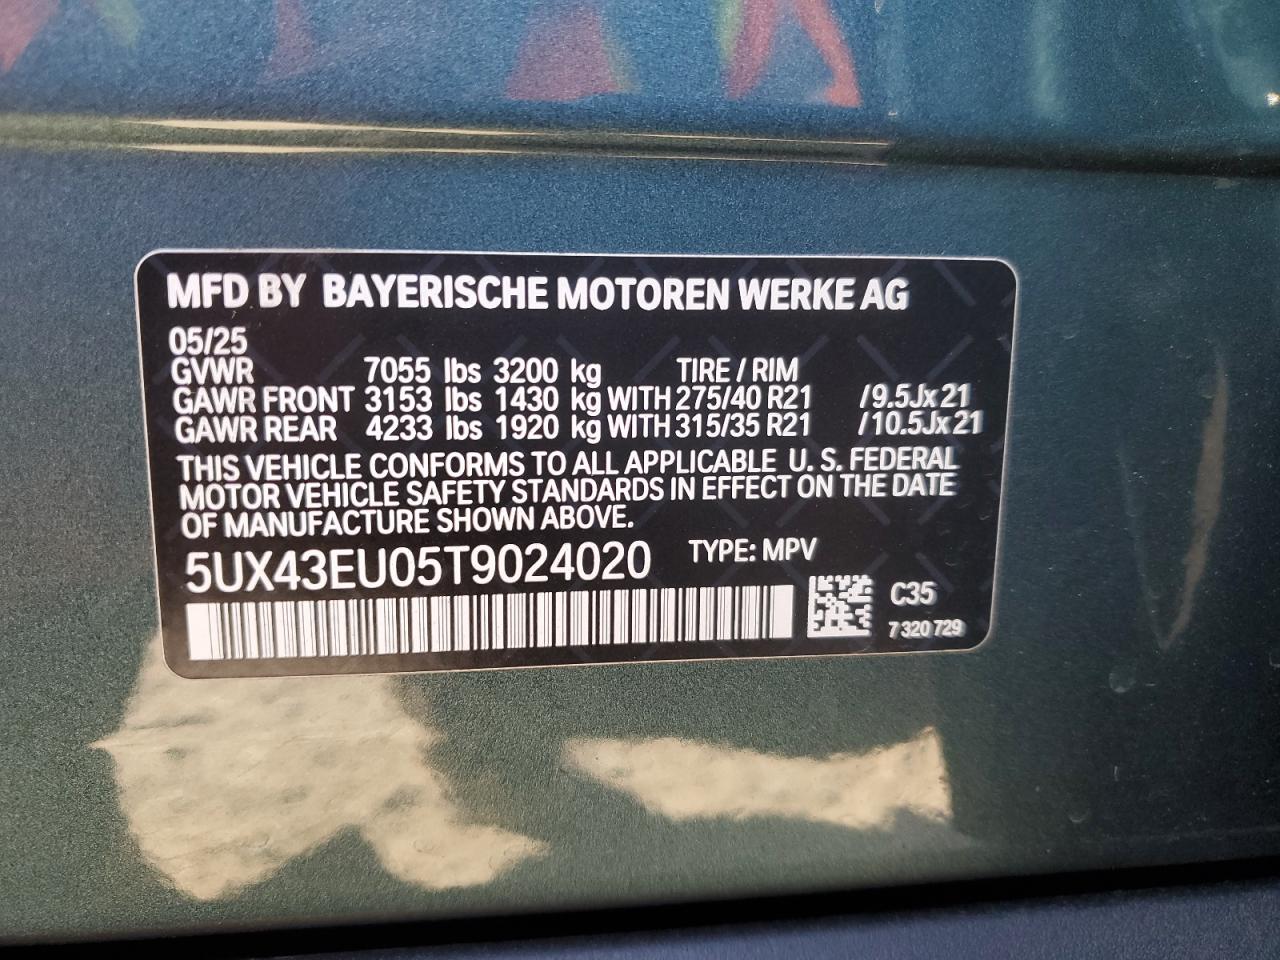 MFD BY BAYERISCHE MOTOREN WERKE AG
05/25
GVWR 7055 lbs 3200 kg TIRE / RIM
GAWR FRONT 3153 lbs 1430 kg WITH 275/40 R21 /9.5Jx21
GAWR REAR 4233 lbs 1920 kg WITH 315/35 R21 /10.5Jx21
THIS VEHICLE CONFORMS TO ALL APPLICABLE U. S. FEDERAL
MOTOR VEHICLE SAFETY STANDARDS IN EFFECT ON THE DATE
OF MANUFACTURE SHOWN ABOVE.
5UX43EU05T9024020 TYPE: MPV
C35
7 320 729